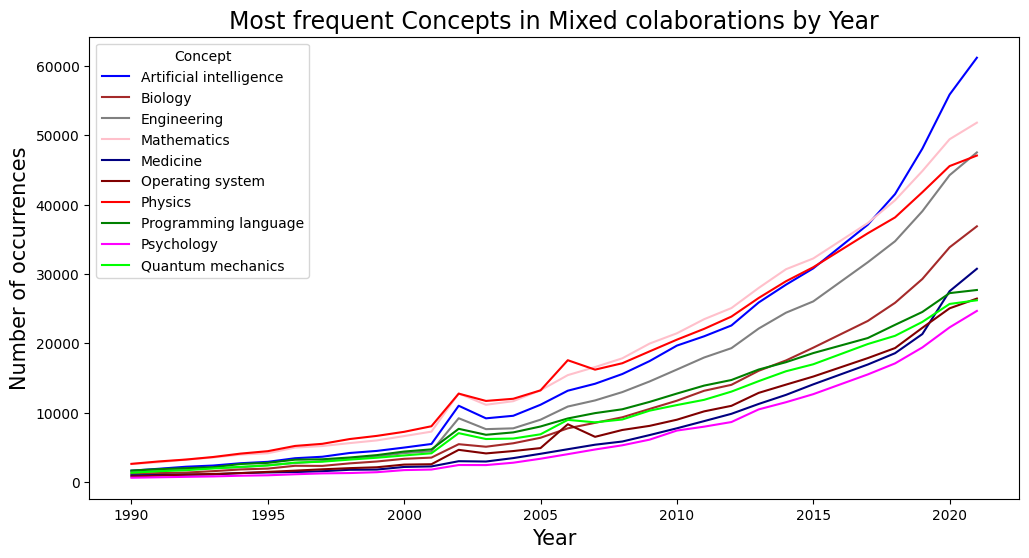 Most frequent Concepts in Mixed colaborations by Year
Number of occurrences
60000
50000
40000
30000
20000
10000
0
Concept
Artificial intelligence
Biology
Engineering
Mathematics
Medicine
Operating system
Physics
Programming language
Psychology
Quantum mechanics
1990 1995 2000 2005 2010 2015 2020
Year